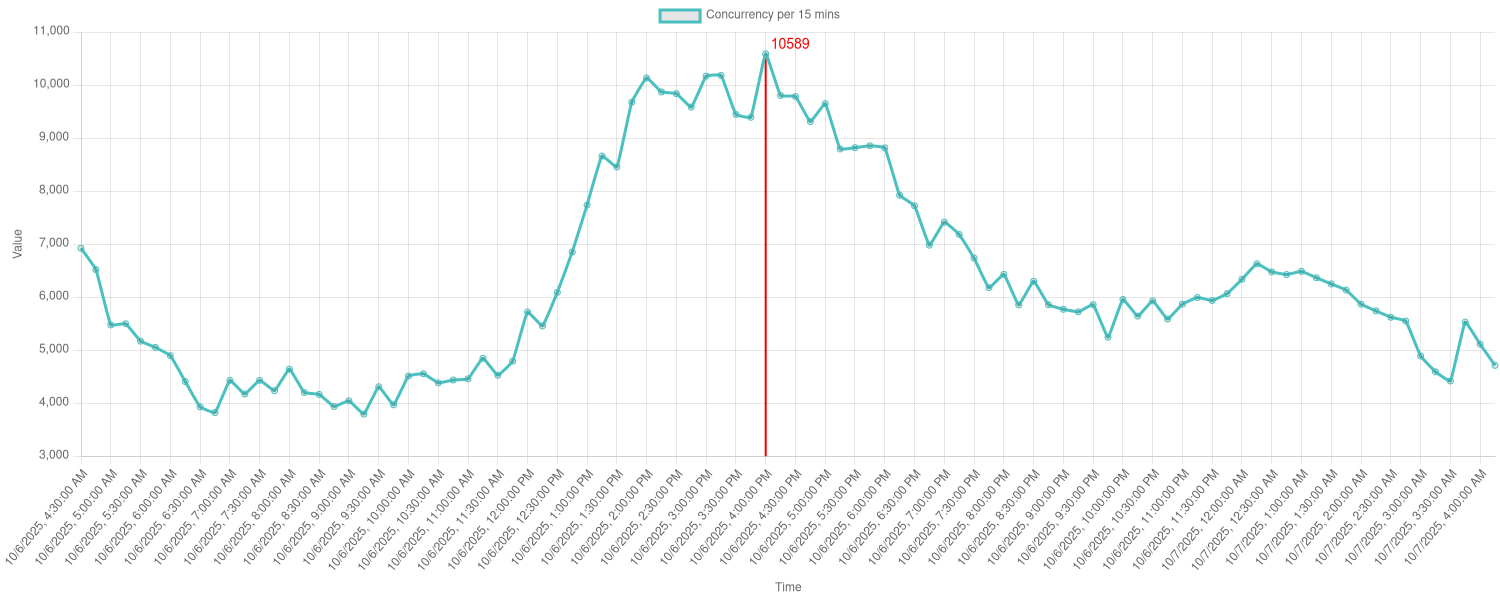 Concurrency per 15 mins
11,000
10589
10,000
9,000
8,000
7,000
Value
6,000
5,000
4,000
3,000
10/6/2025, 4:30:00 AM
10/6/2025, 5:00:00 AM
10/6/2025, 5:30:00 AM
10/6/2025, 6:00:00 AM
10/6/2025, 6:30:00 AM
10/6/2025, 7:00:00 AM
10/6/2025, 7:30:00 AM
10/6/2025, 8:00:00 AM
10/6/2025, 8:30:00 AM
10/6/2025, 9:00:00 AM
10/6/2025, 9:30:00 AM
10/6/2025, 10:00:00 AM
10/6/2025, 10:30:00 AM
10/6/2025, 11:00:00 AM
10/6/2025, 11:30:00 AM
10/6/2025, 12:00:00 PM
10/6/2025, 12:30:00 PM
10/6/2025, 1:00:00 PM
10/6/2025, 1:30:00 PM
10/6/2025, 2:00:00 PM
10/6/2025, 2:30:00 PM
10/6/2025, 3:00:00 PM
10/6/2025, 3:30:00 PM
10/6/2025, 4:00:00 PM
10/6/2025, 4:30:00 PM
10/6/2025, 5:00:00 PM
10/6/2025, 5:30:00 PM
10/6/2025, 6:00:00 PM
10/6/2025, 6:30:00 PM
10/6/2025, 7:00:00 PM
10/6/2025, 7:30:00 PM
10/6/2025, 8:00:00 PM
10/6/2025, 8:30:00 PM
10/6/2025, 9:00:00 PM
10/6/2025, 9:30:00 PM
10/6/2025, 10:00:00 PM
10/6/2025, 10:30:00 PM
10/6/2025, 11:00:00 PM
10/6/2025, 11:30:00 PM
10/7/2025, 12:00:00 AM
10/7/2025, 12:30:00 AM
10/7/2025, 1:00:00 AM
10/7/2025, 1:30:00 AM
10/7/2025, 2:00:00 AM
10/7/2025, 2:30:00 AM
10/7/2025, 3:00:00 AM
10/7/2025, 3:30:00 AM
10/7/2025, 4:00:00 AM
Time